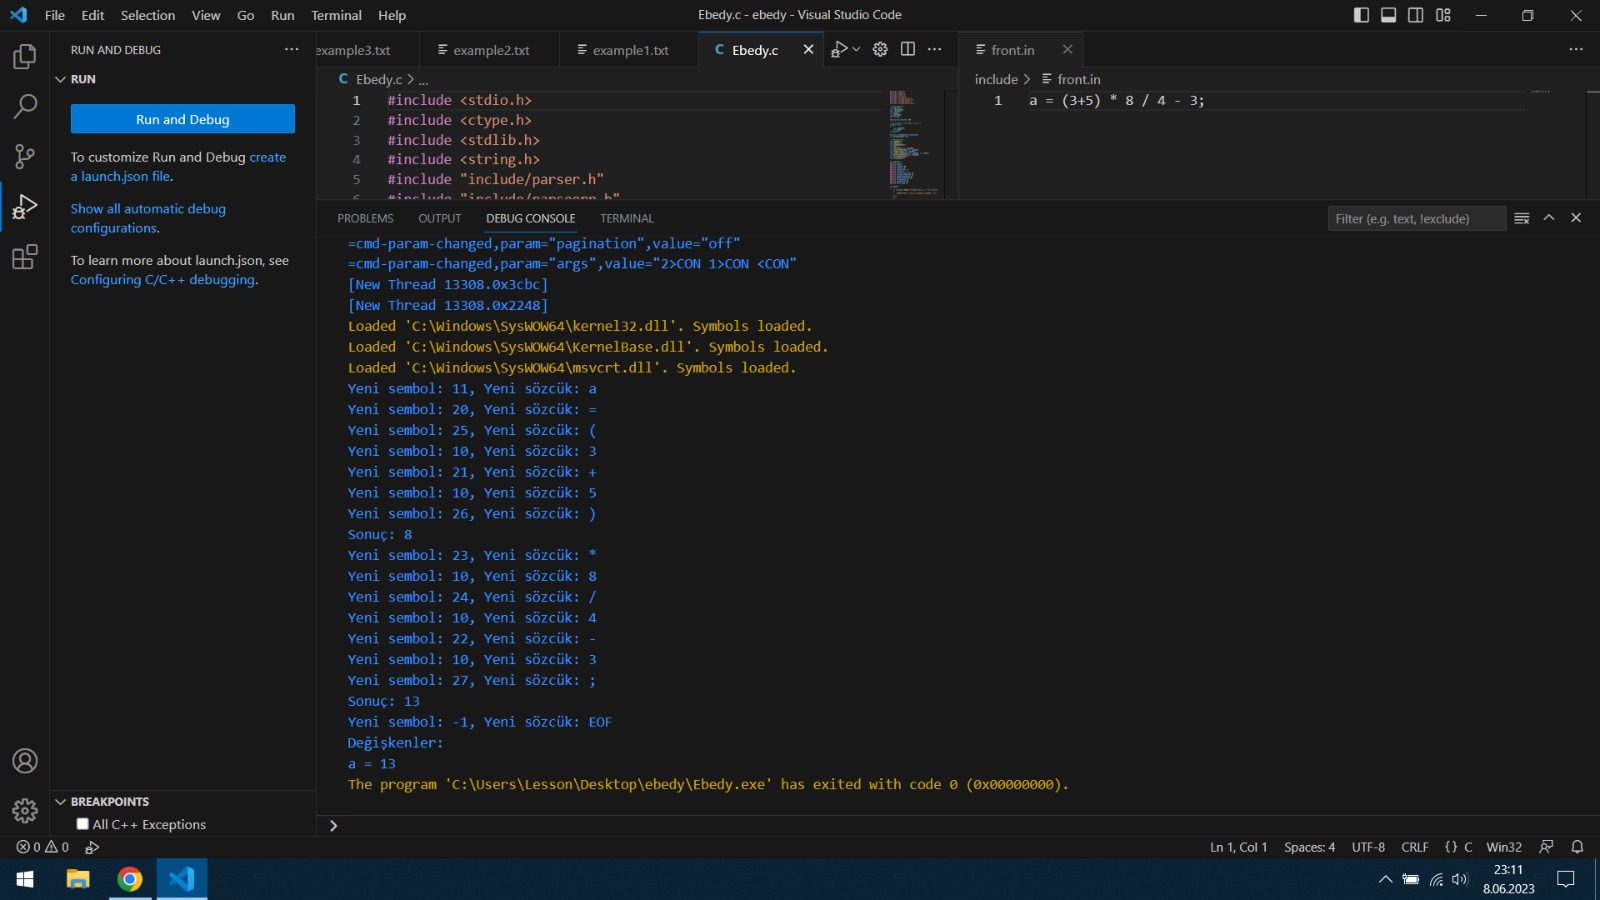 File Edit Selection View Go Run Terminal Help
Ebedy.c - ebedy - Visual Studio Code
RUN AND DEBUG
RUN
Run and Debug
To customize Run and Debug create
a launch.json file.
Show all automatic debug
configurations.
To learn more about launch.json, see
Configuring C/C++ debugging.
example3.txt
example2.txt
example1.txt
C Ebedy.c
front.in
C Ebedy.c > ...
1 #include <stdio.h>
2 #include <ctype.h>
3 #include <stdlib.h>
4 #include <string.h>
5 #include "include/parser.h"
6 #include "include/parseerr.h"
include > front.in
1 a = (3+5) * 8 / 4 - 3;
PROBLEMS OUTPUT DEBUG CONSOLE TERMINAL
Filter (e.g. text, !exclude)
=cmd-param-changed,param="pagination",value="off"
=cmd-param-changed,param="args",value="2>CON 1>CON <CON"
[New Thread 13308.0x3cbc]
[New Thread 13308.0x2248]
Loaded 'C:\Windows\SysWOW64\kernel32.dll'. Symbols loaded.
Loaded 'C:\Windows\SysWOW64\KernelBase.dll'. Symbols loaded.
Loaded 'C:\Windows\SysWOW64\msvcrt.dll'. Symbols loaded.
Yeni sembol: 11, Yeni sözcük: a
Yeni sembol: 20, Yeni sözcük: =
Yeni sembol: 25, Yeni sözcük: (
Yeni sembol: 10, Yeni sözcük: 3
Yeni sembol: 21, Yeni sözcük: +
Yeni sembol: 10, Yeni sözcük: 5
Yeni sembol: 26, Yeni sözcük: )
Sonuç: 8
Yeni sembol: 23, Yeni sözcük: *
Yeni sembol: 10, Yeni sözcük: 8
Yeni sembol: 24, Yeni sözcük: /
Yeni sembol: 10, Yeni sözcük: 4
Yeni sembol: 22, Yeni sözcük: -
Yeni sembol: 10, Yeni sözcük: 3
Yeni sembol: 27, Yeni sözcük: ;
Sonuç: 13
Yeni sembol: -1, Yeni sözcük: EOF
Değişkenler:
a = 13
The program 'C:\Users\Lesson\Desktop\ebedy\Ebedy.exe' has exited with code 0 (0x00000000).
BREAKPOINTS
All C++ Exceptions
0 0
Ln 1, Col 1 Spaces: 4 UTF-8 CRLF {} C Win32
23:11
8.06.2023